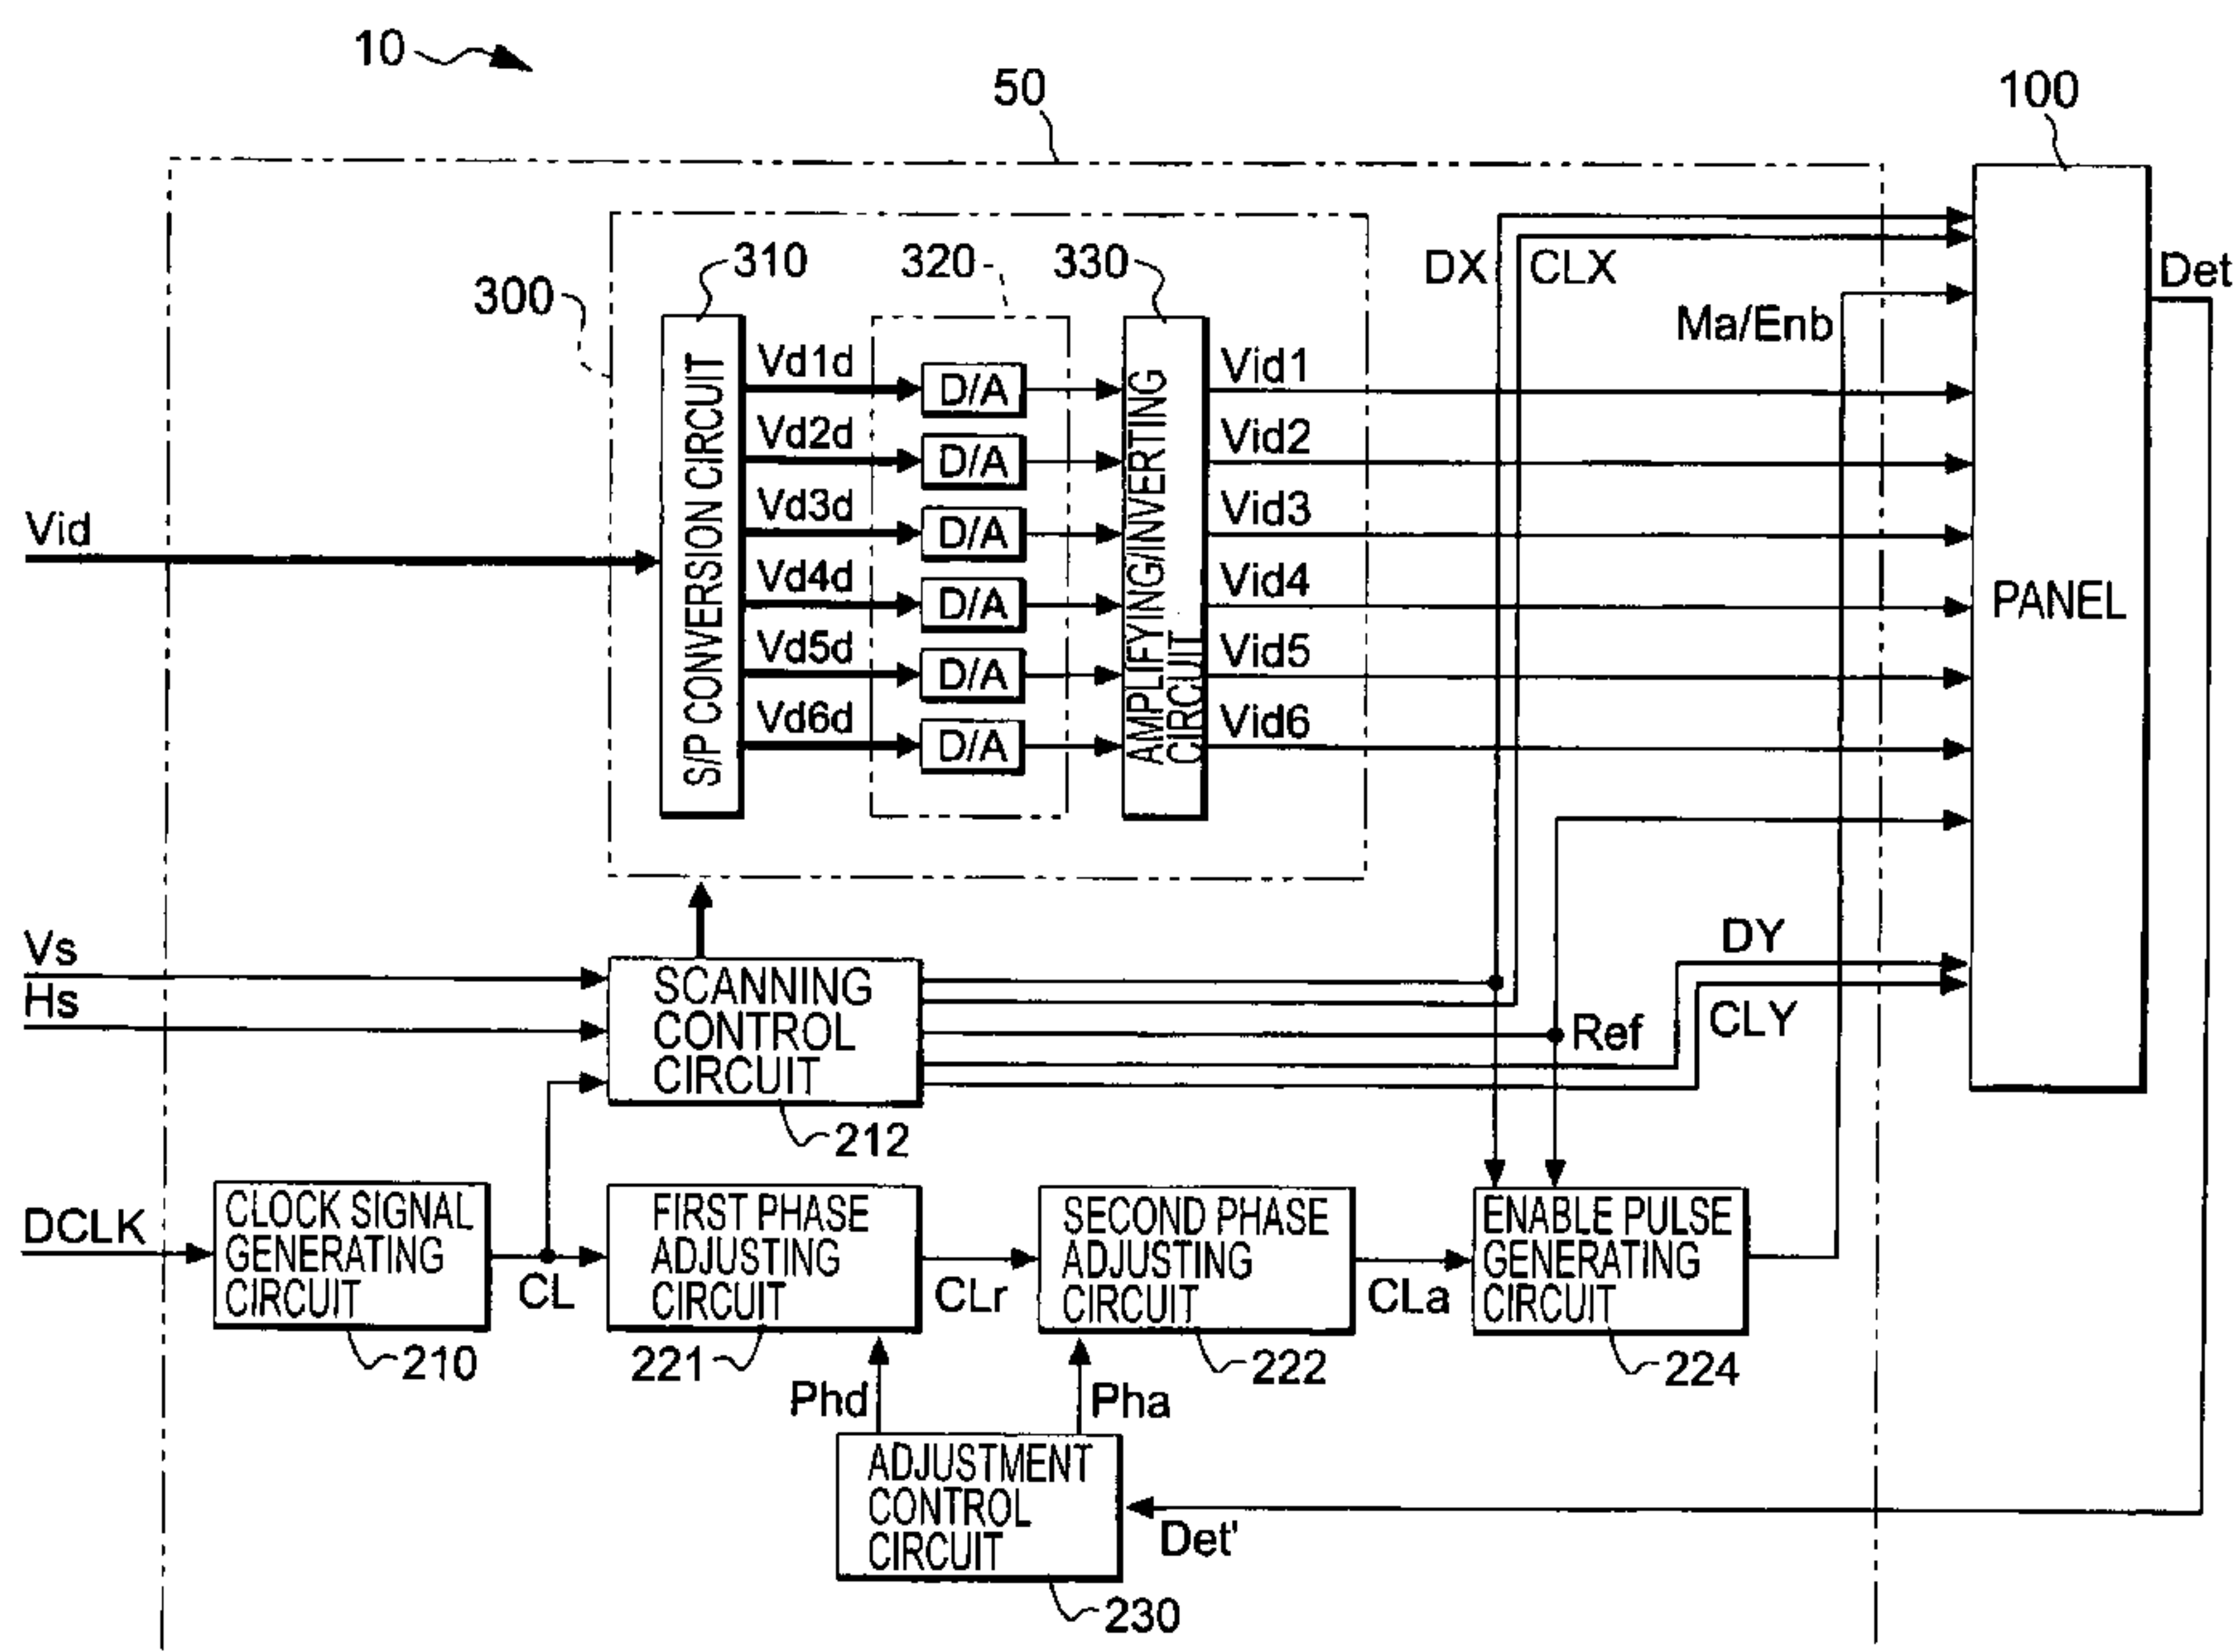 10
50
100
300
310
320
330
DX
CLX
Det
Ma/Enb
S/P CONVERSION CIRCUIT
Vd1d
D/A
Vd2d
D/A
Vd3d
D/A
Vd4d
D/A
Vd5d
D/A
Vd6d
D/A
AMPLIFYING/INVERTING
CIRCUIT
Vid1
Vid2
Vid3
Vid4
Vid5
Vid6
Vid
PANEL
Vs
Hs
SCANNING
CONTROL
CIRCUIT
212
DY
CLY
Ref
DCLK
CLOCK SIGNAL
GENERATING
CIRCUIT
210
CL
FIRST PHASE
ADJUSTING
CIRCUIT
221
CLr
SECOND PHASE
ADJUSTING
CIRCUIT
222
CLa
ENABLE PULSE
GENERATING
CIRCUIT
224
Phd
Pha
ADJUSTMENT
CONTROL
CIRCUIT
230
Det'